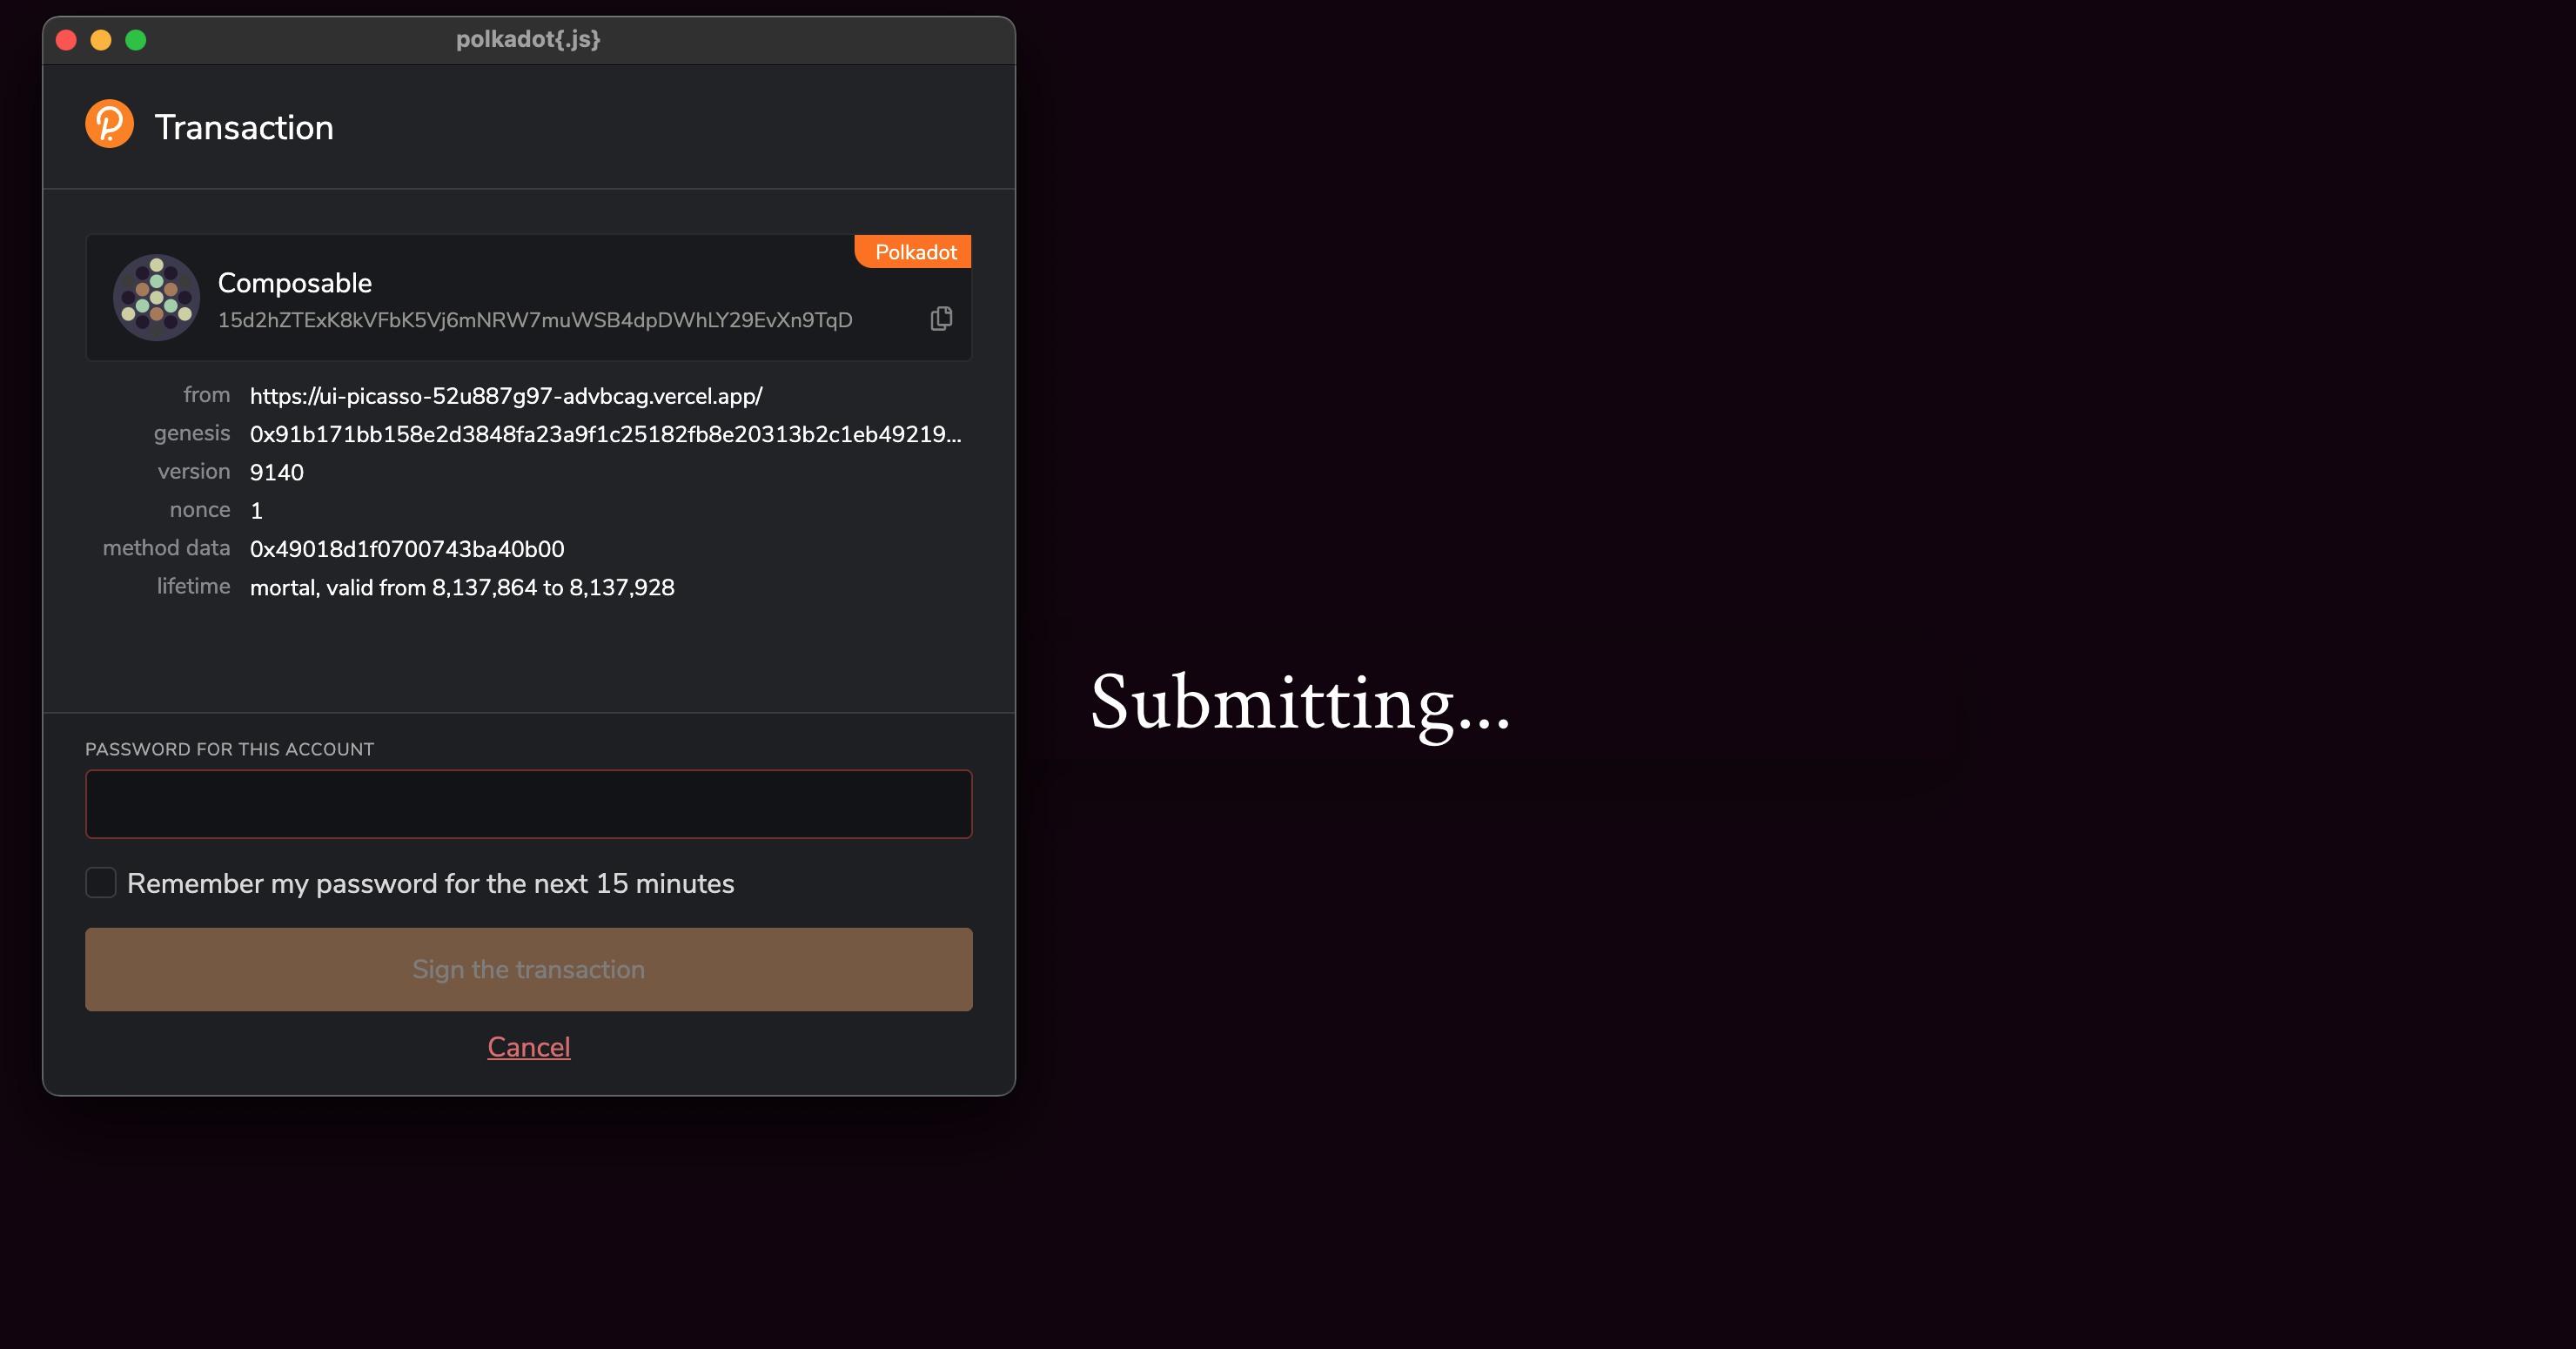 polkadot{.js}
Transaction
Polkadot
Composable
15d2hZTExK8kVFbK5Vj6mNRW7muWSB4dpDWhLY29EvXn9TqD
from https://ui-picasso-52u887g97-advbcag.vercel.app/
genesis 0x91b171bb158e2d3848fa23a9f1c25182fb8e20313b2c1eb49219...
version 9140
nonce 1
method data 0x49018d1f0700743ba40b00
lifetime mortal, valid from 8,137,864 to 8,137,928
Submitting...
PASSWORD FOR THIS ACCOUNT
Remember my password for the next 15 minutes
Sign the transaction
Cancel